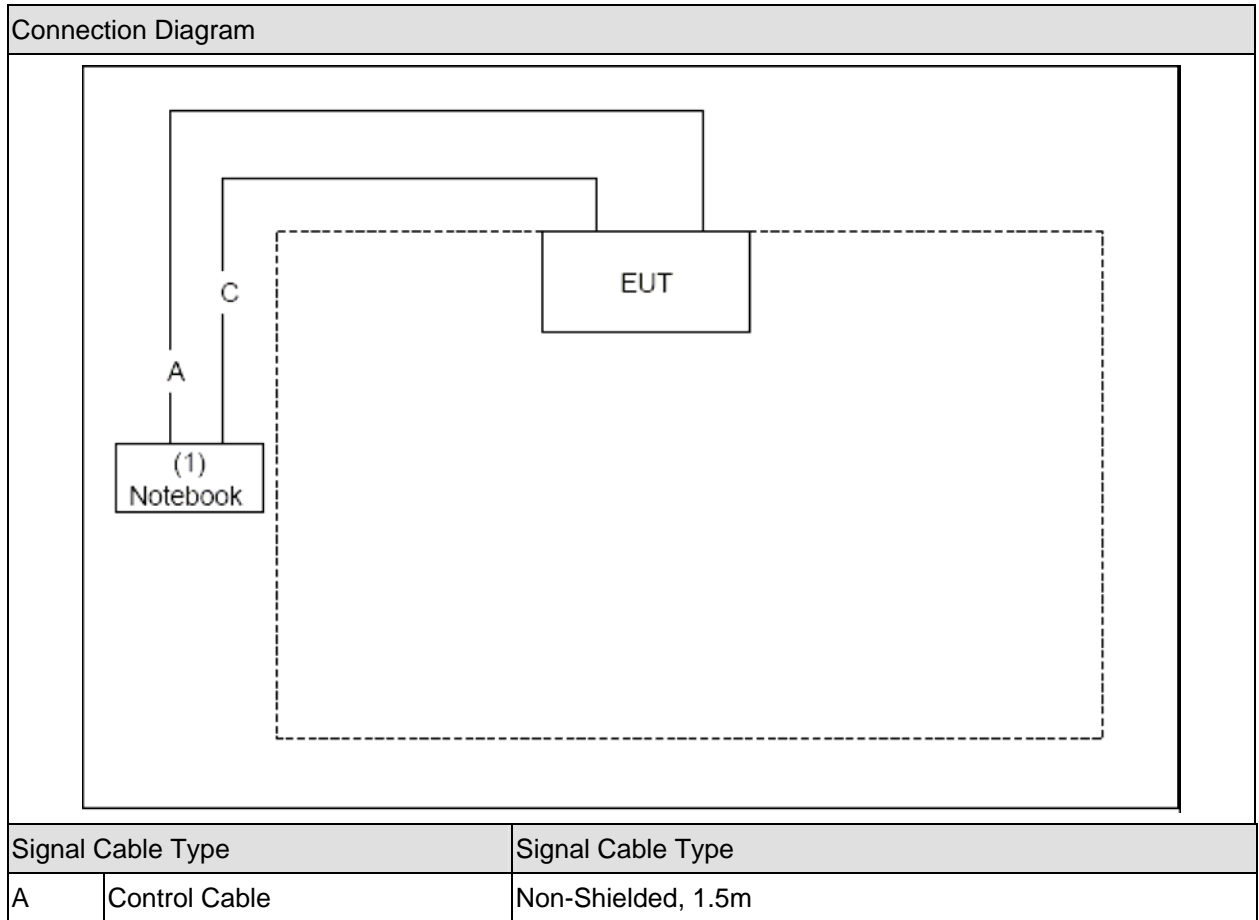 Connection Diagram
EUT
C
A
(1)
Notebook
Signal Cable Type Signal Cable Type
A Control Cable Non-Shielded, 1.5m